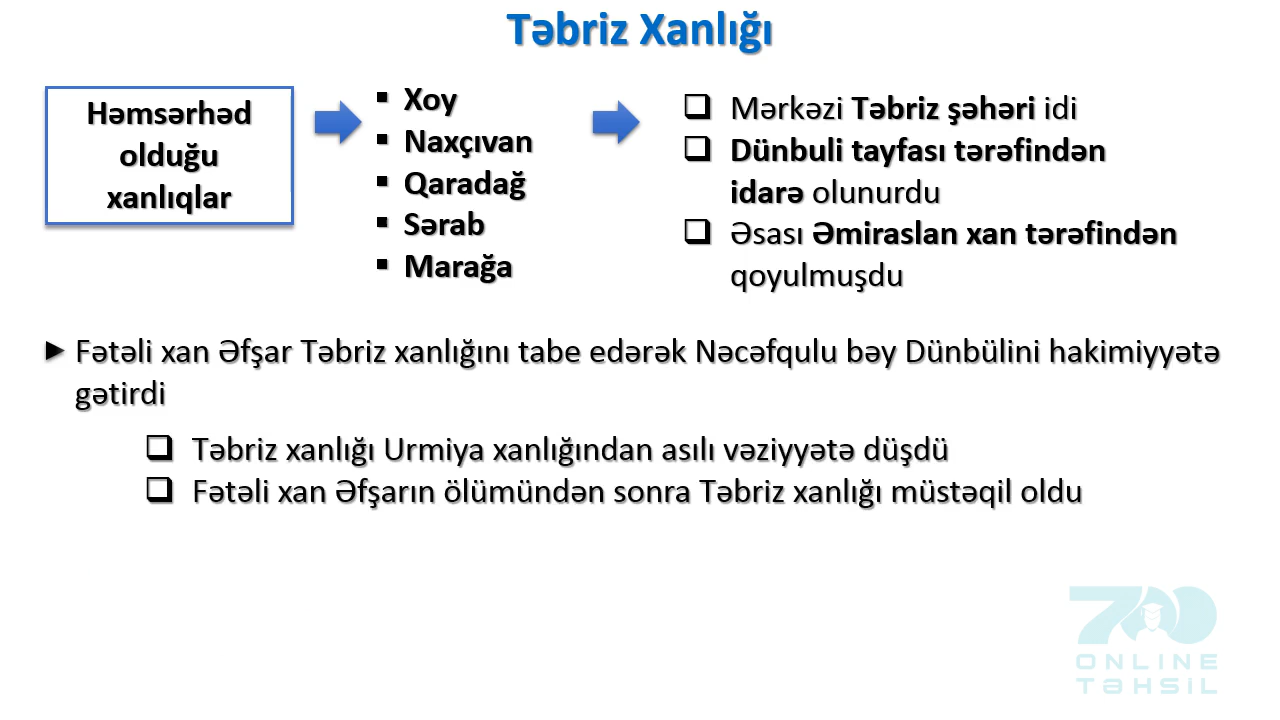 Təbriz Xanlığı
Həmsərhəd
olduğu
xanlıqlar
Xoy
Naxçıvan
Qaradağ
Sərab
Marağa
Mərkəzi Təbriz şəhəri idi
Dünbuli tayfası tərəfindən
idarə olunurdu
Əsası Əmiraslan xan tərəfindən
qoyulmuşdu
Fətəli xan Əfşar Təbriz xanlığını tabe edərək Nəcəfqulu bəy Dünbülini hakimiyyətə
gətirdi
Təbriz xanlığı Urmiya xanlığından asılı vəziyyətə düşdü
Fətəli xan Əfşarın ölümündən sonra Təbriz xanlığı müstəqil oldu
700
ONLINE
TƏHSİL